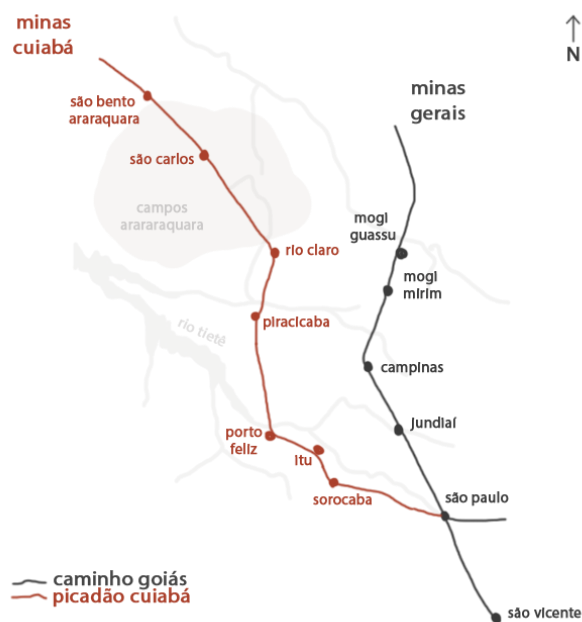 minas
cuiabá
N
minas
gerais
são bento
araraquara
são carlos
campos
arararaquara
mogi
guassu
rio claro
mogi
mirim
rio tietê
piracicaba
campinas
porto
feliz
itu
jundiaí
sorocaba
são paulo
caminho goiás
picadão cuiabá
são vicente